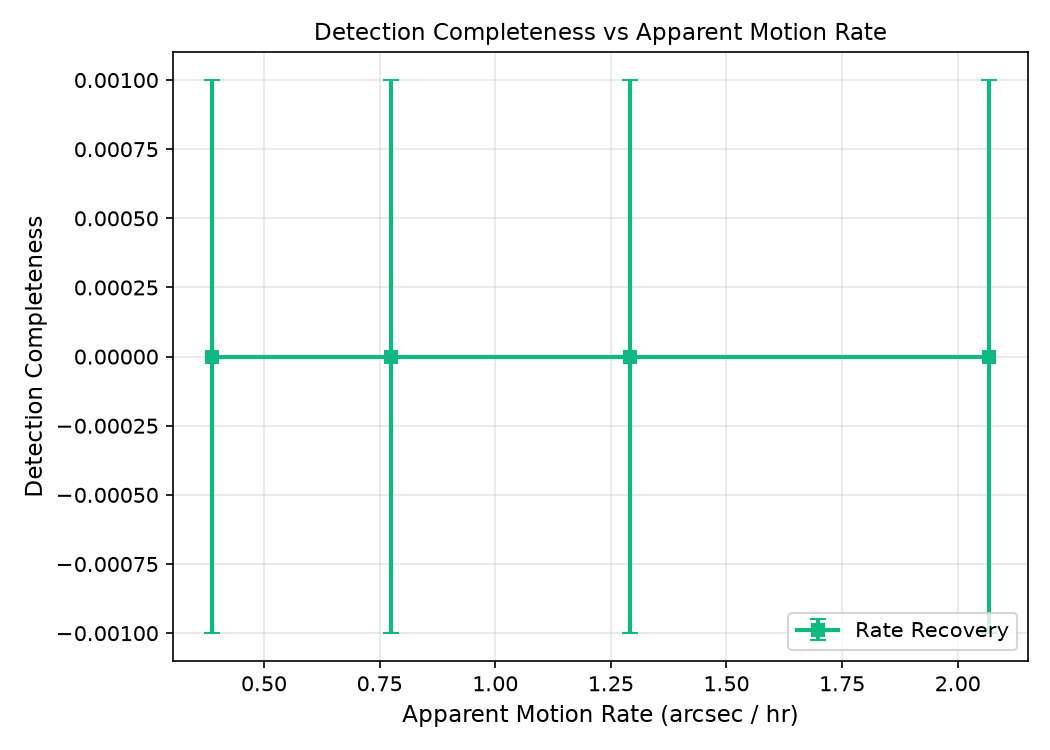 Detection Completeness vs Apparent Motion Rate
Detection Completeness
0.00100
0.00075
0.00050
0.00025
0.00000
−0.00025
−0.00050
−0.00075
−0.00100
Rate Recovery
0.50 0.75 1.00 1.25 1.50 1.75 2.00
Apparent Motion Rate (arcsec / hr)